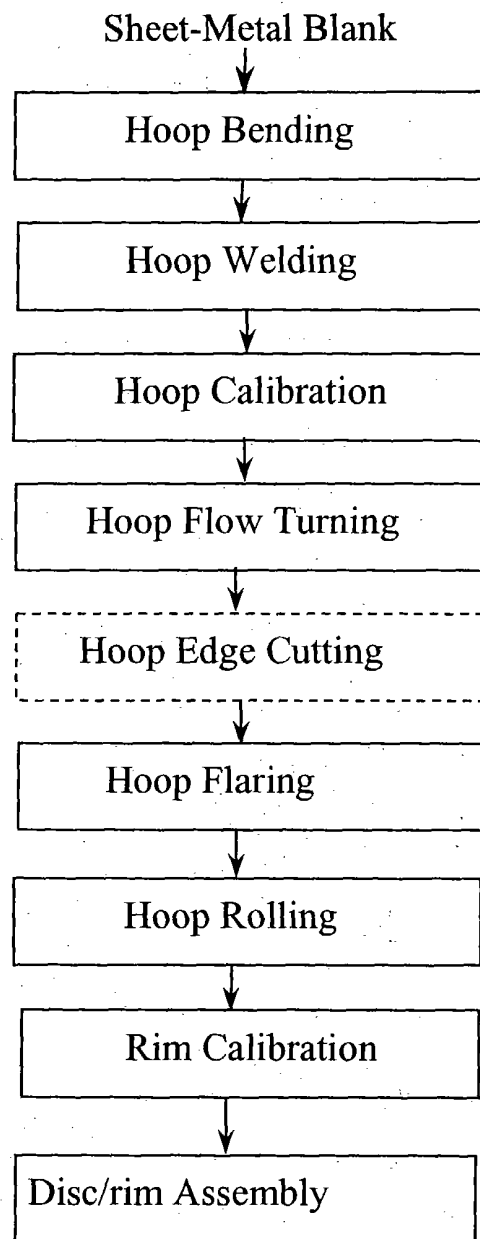 Sheet-Metal Blank
Hoop Bending
Hoop Welding
Hoop Calibration
Hoop Flow Turning
Hoop Edge Cutting
Hoop Flaring
Hoop Rolling
Rim Calibration
Disc/rim Assembly